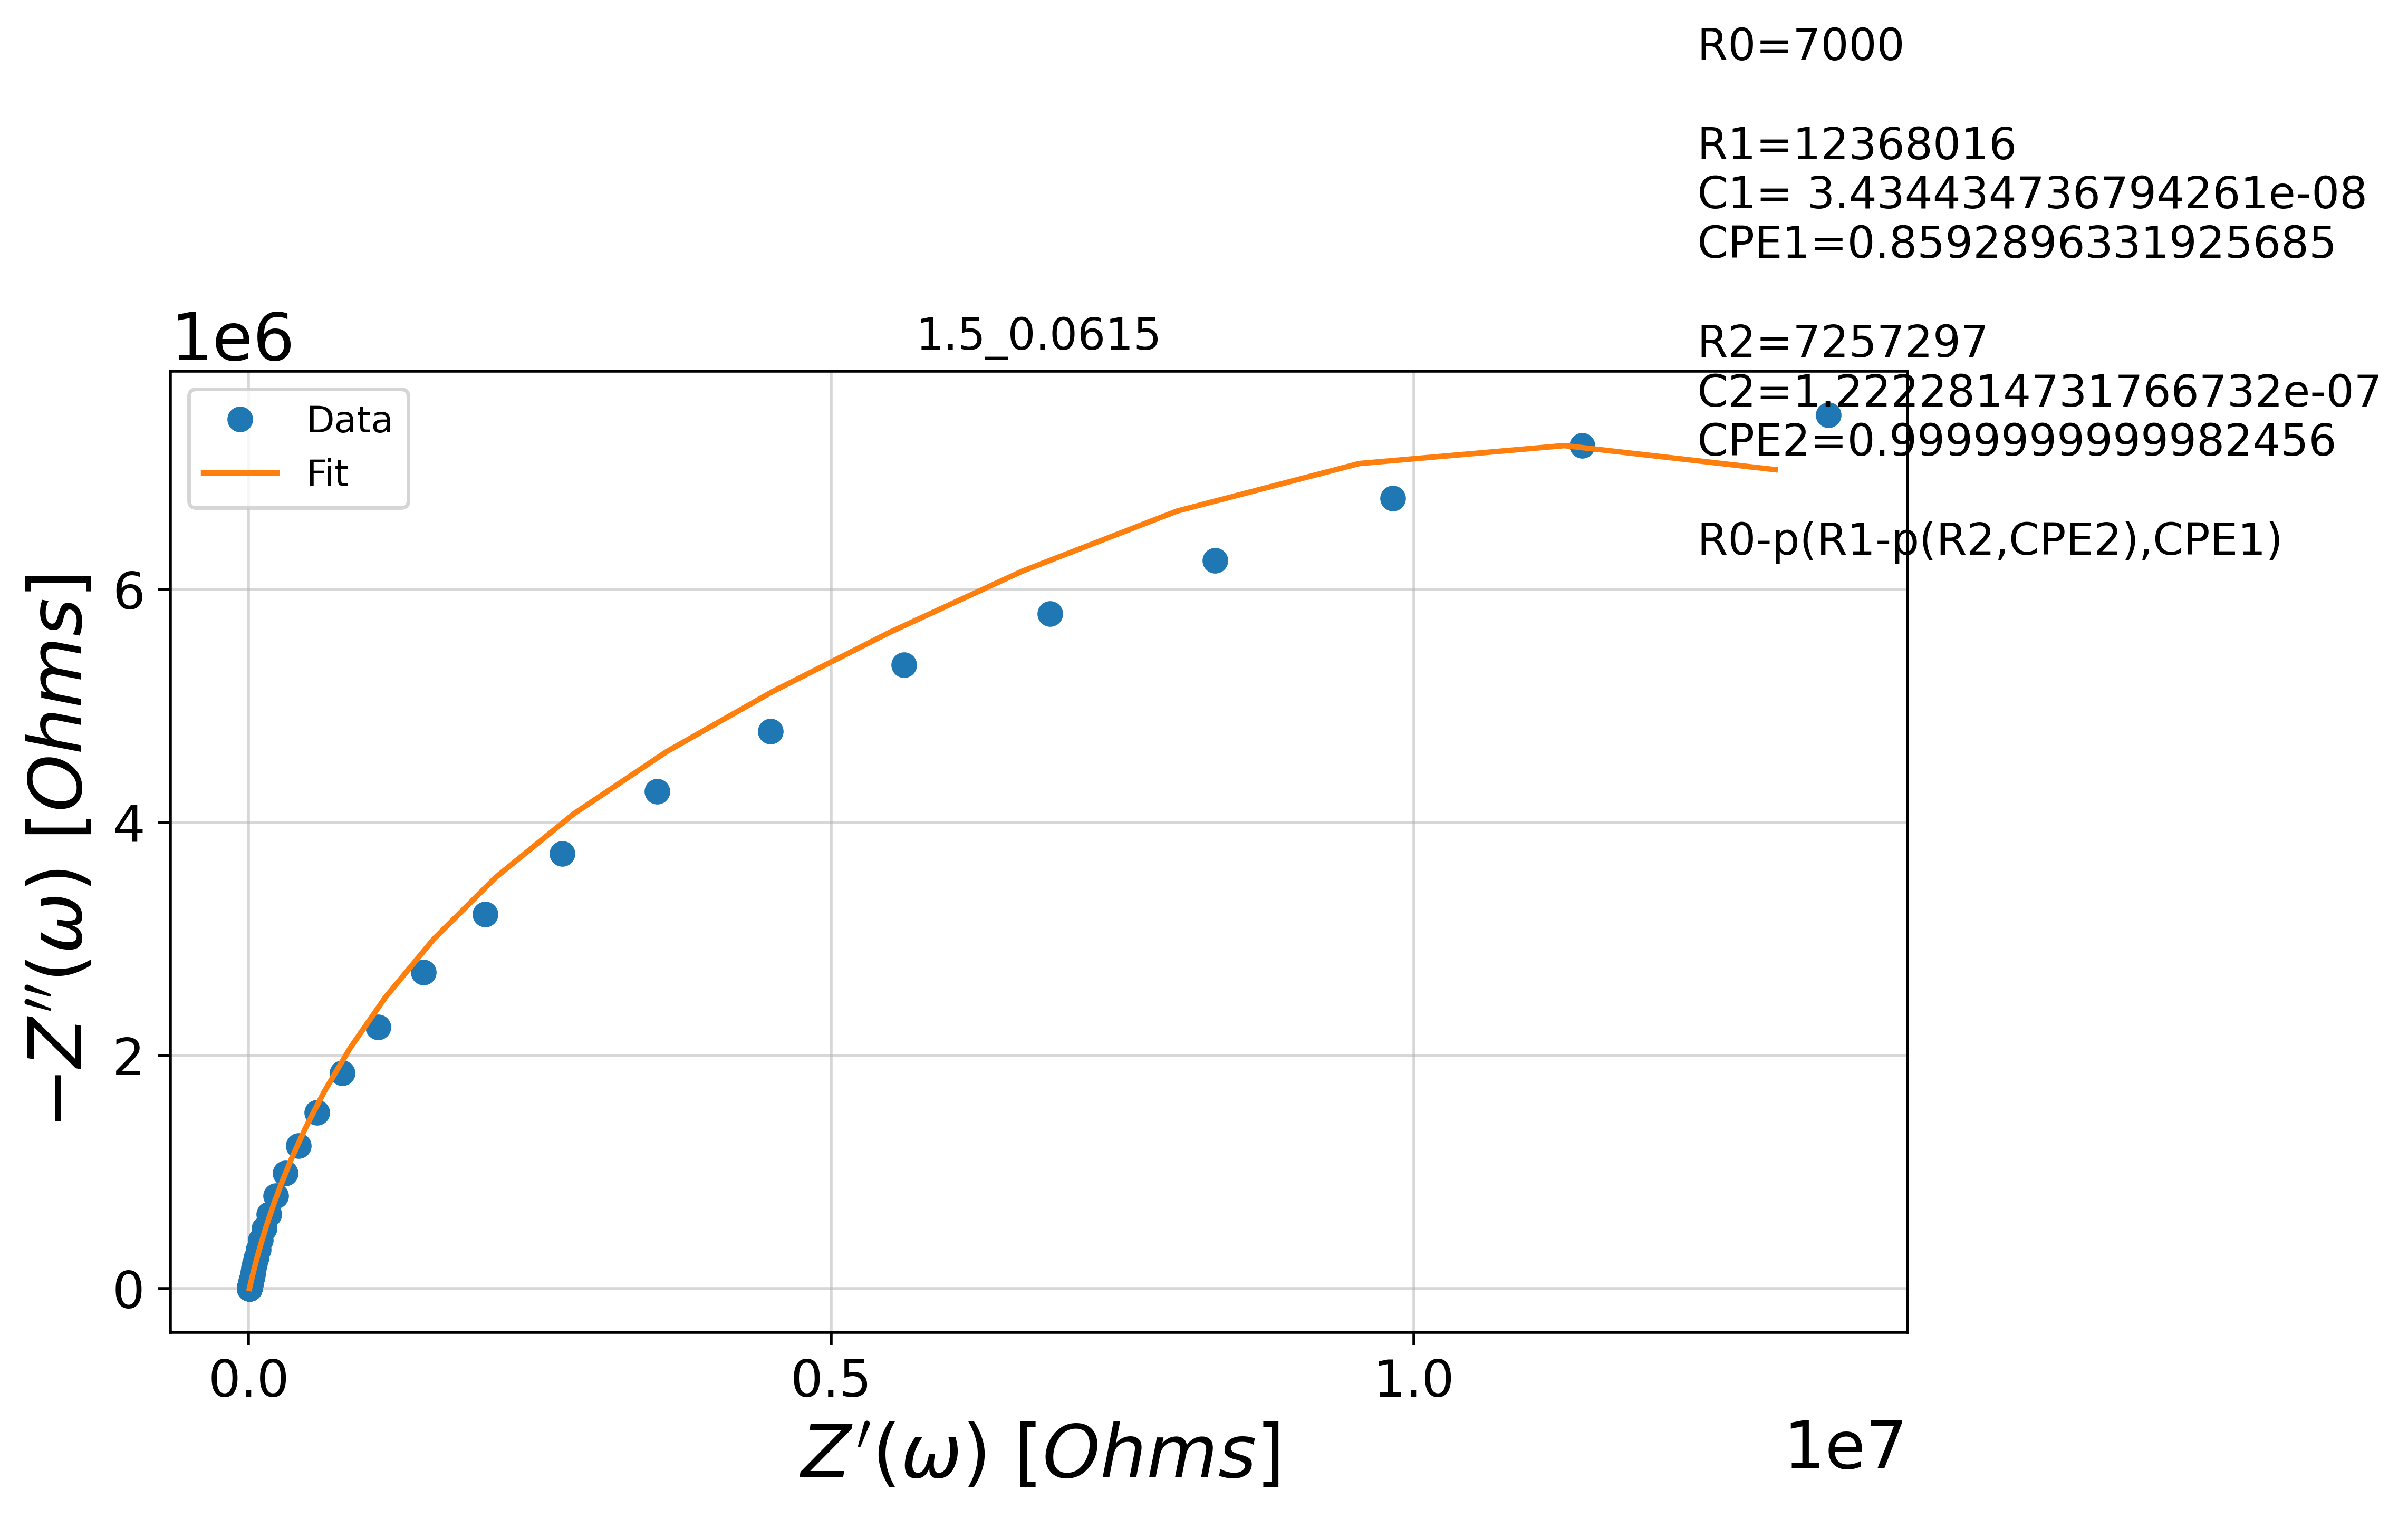 R0=7000
R1=12368016
C1= 3.434434736794261e-08
CPE1=0.8592896331925685
1e6
1.5_0.0615
R2=7257297
C2=1.2222814731766732e-07
CPE2=0.9999999999982456
R0-p(R1-p(R2,CPE2),CPE1)
Data
Fit
−Z′′(ω) [Ohms]
6
4
2
0
0.0
0.5
1.0
Z′(ω) [Ohms]
1e7